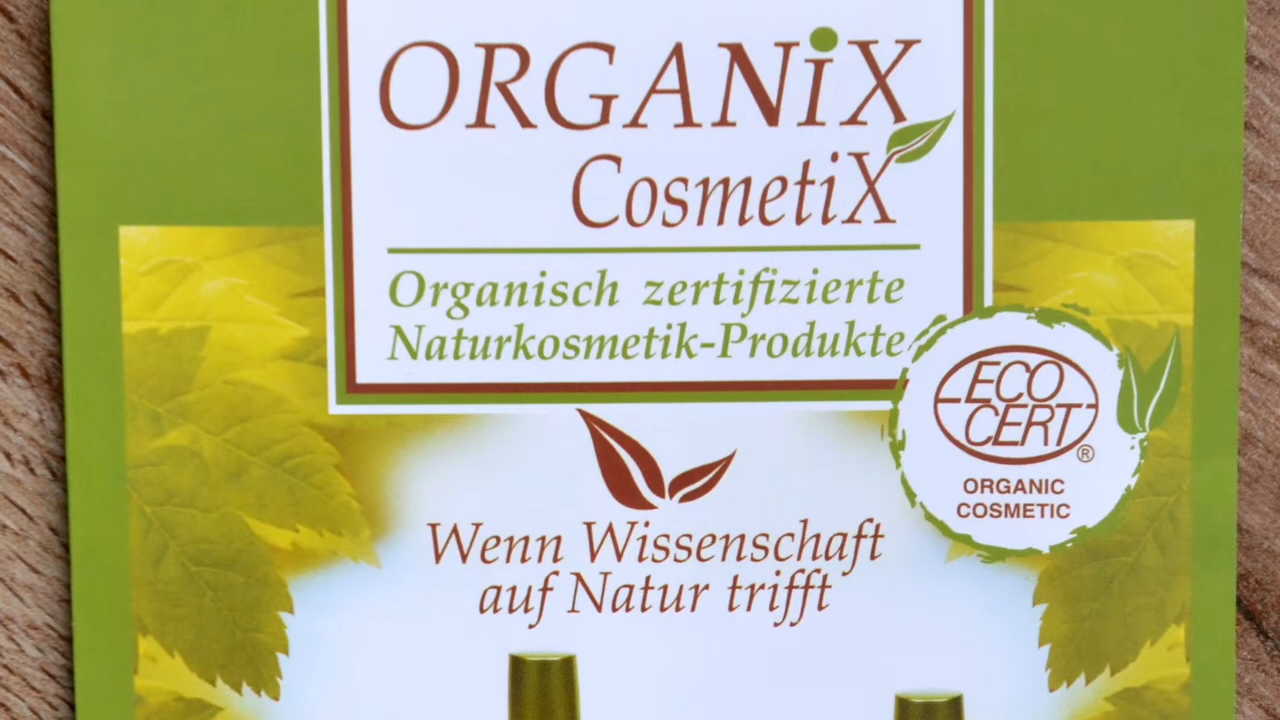 ORGANiX
CosmetiX
Organisch zertifizierte
Naturkosmetik-Produkte
ECO
CERT
®
ORGANIC
COSMETIC
Wenn Wissenschaft
auf Natur trifft